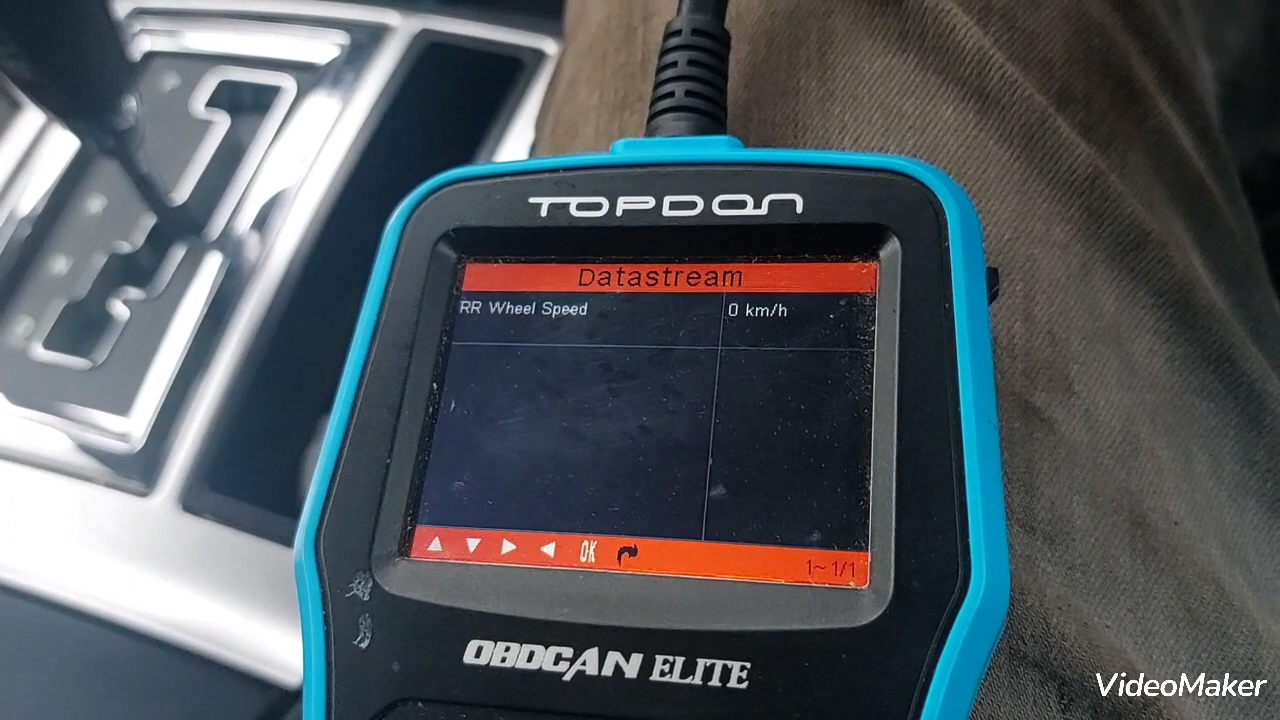 TOPDON
Datastream
RR Wheel Speed 0 km/h
OK 1~1/1
OBDCAN ELITE
VideoMaker